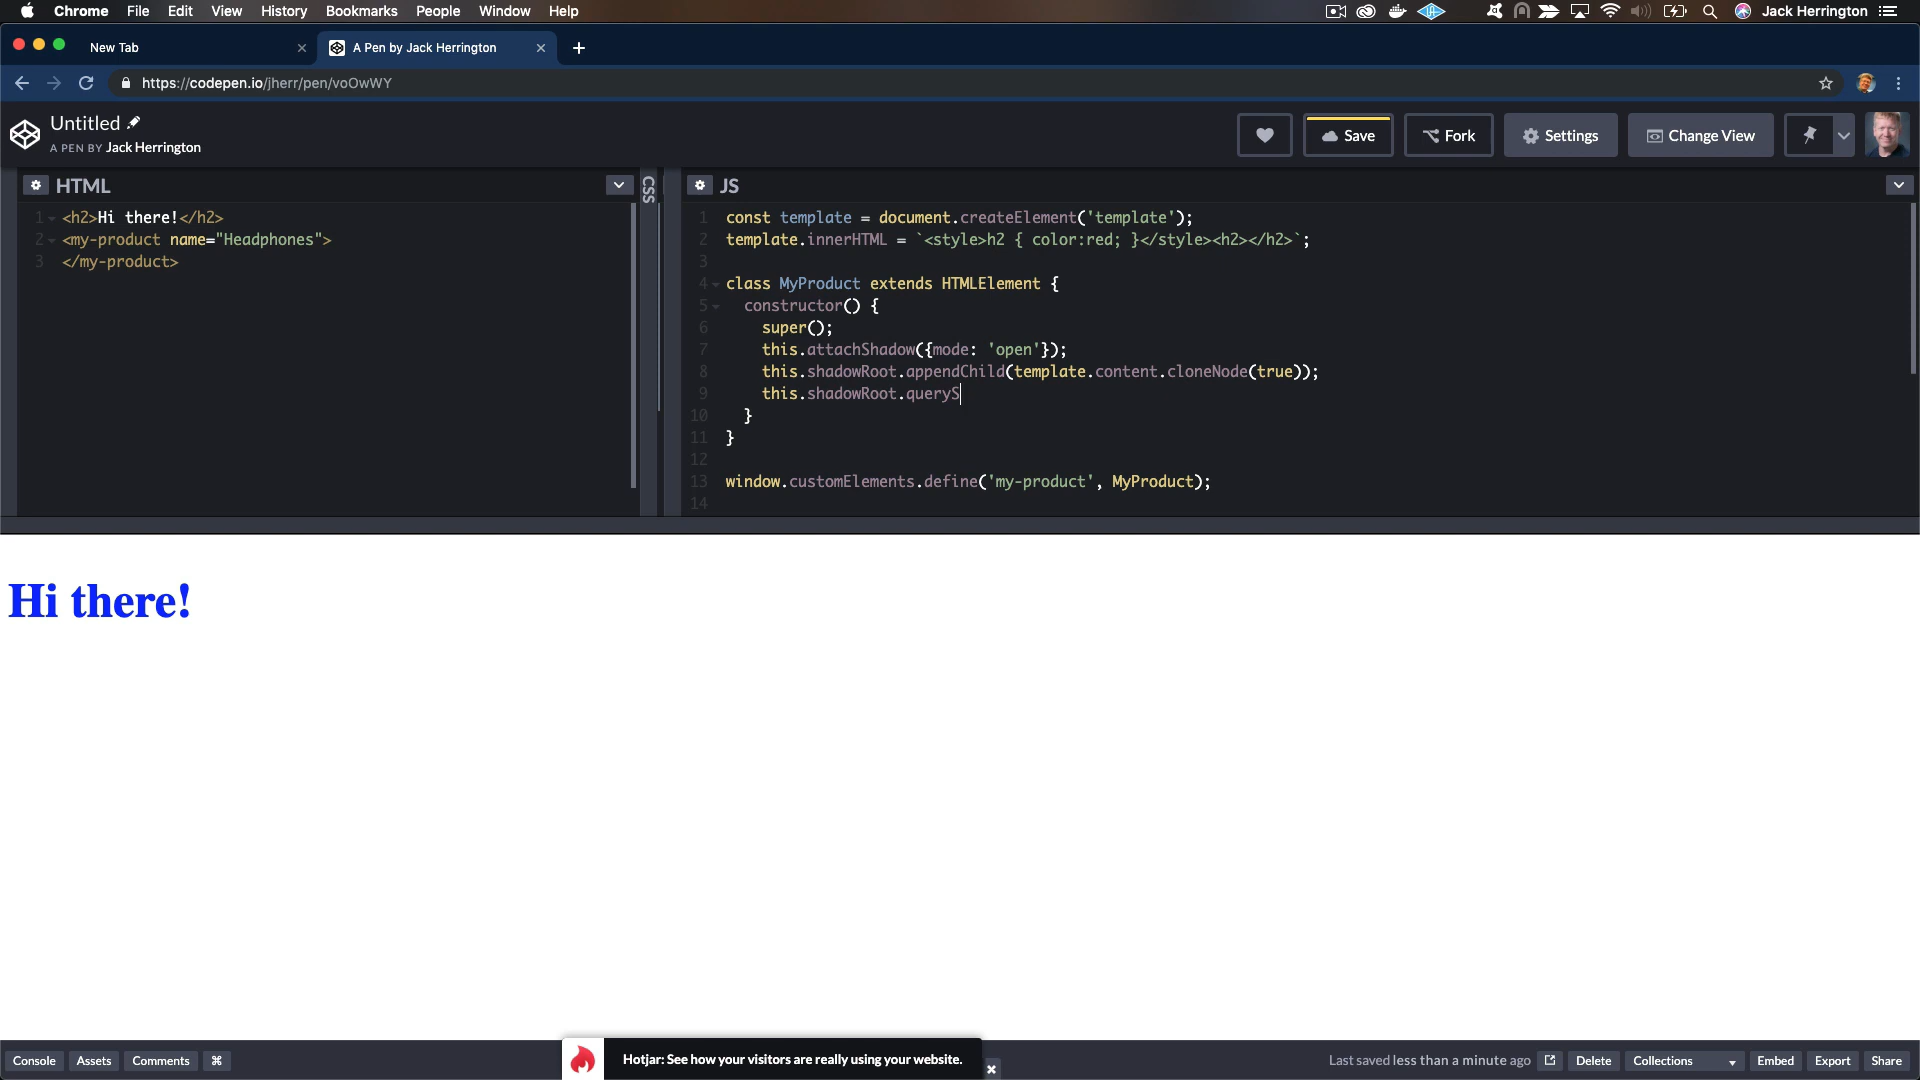 Chrome File Edit View History Bookmarks People Window Help Jack Herrington
New Tab A Pen by Jack Herrington
https://codepen.io/jherr/pen/voOwWY
Untitled
A PEN BY Jack Herrington
Save Fork Settings Change View
HTML
1 <h2>Hi there!</h2>
2 <my-product name="Headphones">
3 </my-product>
CSS
JS
1 const template = document.createElement('template');
2 template.innerHTML = `<style>h2 { color:red; }</style><h2></h2>`;
3
4 class MyProduct extends HTMLElement {
5 constructor() {
6 super();
7 this.attachShadow({mode: 'open'});
8 this.shadowRoot.appendChild(template.content.cloneNode(true));
9 this.shadowRoot.queryS
10 }
11 }
12
13 window.customElements.define('my-product', MyProduct);
14
Hi there!
Console Assets Comments ⌘ Hotjar: See how your visitors are really using your website. Last saved less than a minute ago Delete Collections Embed Export Share